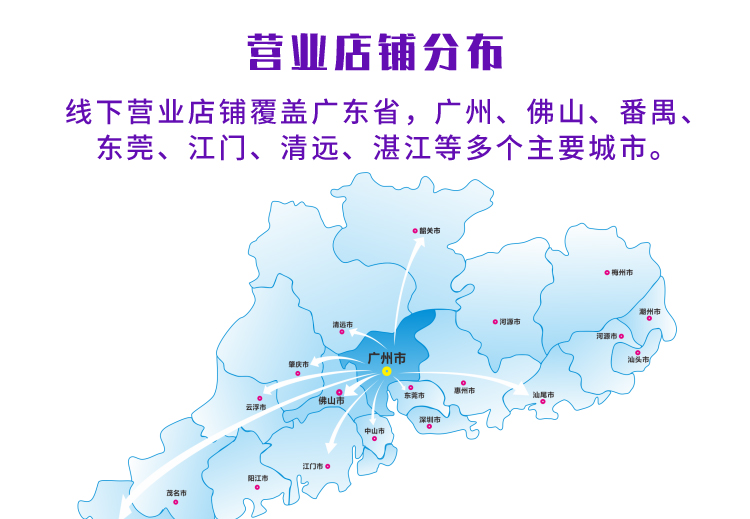 营业店铺分布
线下营业店铺覆盖广东省，广州、佛山、番禺、
东莞、江门、清远、湛江等多个主要城市。
韶关市
梅州市
潮州市
河源市
清远市
河源市
广州市
汕头市
肇庆市
惠州市
东莞市
汕尾市
佛山市
云浮市
深圳市
中山市
江门市
阳江市
茂名市